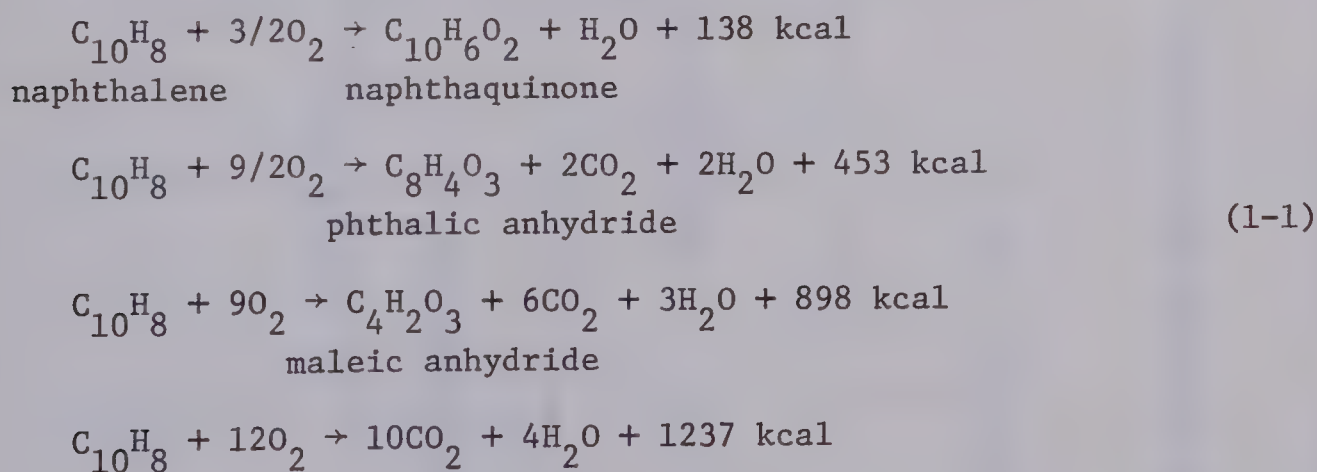 C₁₀H₈ + 3/2O₂ → C₁₀H₆O₂ + H₂O + 138 kcal
naphthalene naphthaquinone
C₁₀H₈ + 9/2O₂ → C₈H₄O₃ + 2CO₂ + 2H₂O + 453 kcal
phthalic anhydride
(1-1)
C₁₀H₈ + 9O₂ → C₄H₂O₃ + 6CO₂ + 3H₂O + 898 kcal
maleic anhydride
C₁₀H₈ + 12O₂ → 10CO₂ + 4H₂O + 1237 kcal